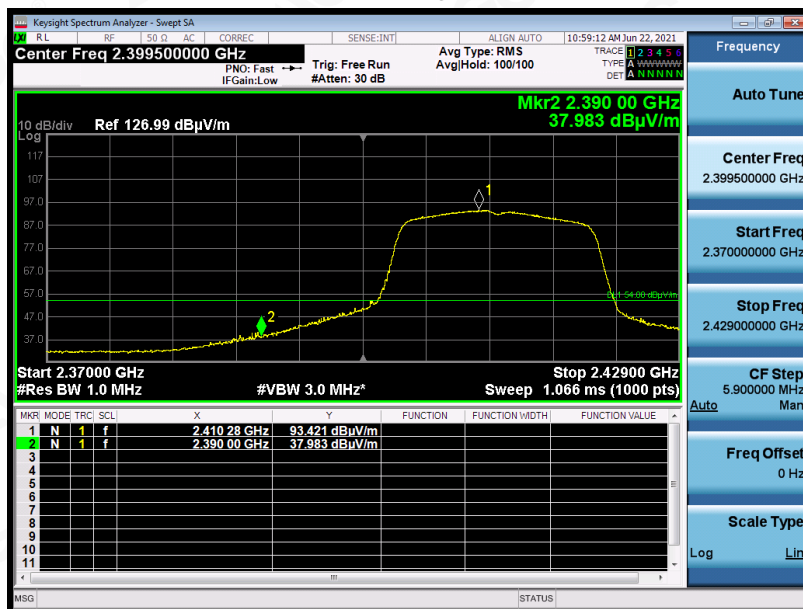 Keysight Spectrum Analyzer - Swept SA
LXI RL RF 50 Ω AC CORREC SENSE:INT ALIGN AUTO 10:59:12 AM Jun 22, 2021
Center Freq 2.399500000 GHz
PNO: Fast
IFGain:Low
Trig: Free Run
#Atten: 30 dB
Avg Type: RMS
Avg|Hold: 100/100
TRACE 1 2 3 4 5 6
TYPE A WWWWW
DET A N N N N N
Mkr2 2.390 00 GHz
37.983 dBµV/m
10 dB/div Ref 126.99 dBµV/m
Log
117
107
97.0
87.0
77.0
67.0
57.0
47.0
37.0
1
2
DL1 54.00 dBµV/m
Start 2.37000 GHz Stop 2.42900 GHz
#Res BW 1.0 MHz #VBW 3.0 MHz* Sweep 1.066 ms (1000 pts)
MKR MODE TRC SCL X Y FUNCTION FUNCTION WIDTH FUNCTION VALUE
1 N 1 f 2.410 28 GHz 93.421 dBµV/m
2 N 1 f 2.390 00 GHz 37.983 dBµV/m
3
4
5
6
7
8
9
10
11
MSG STATUS
Frequency
Auto Tune
Center Freq
2.399500000 GHz
Start Freq
2.370000000 GHz
Stop Freq
2.429000000 GHz
CF Step
5.900000 MHz
Auto Man
Freq Offset
0 Hz
Scale Type
Log Lin